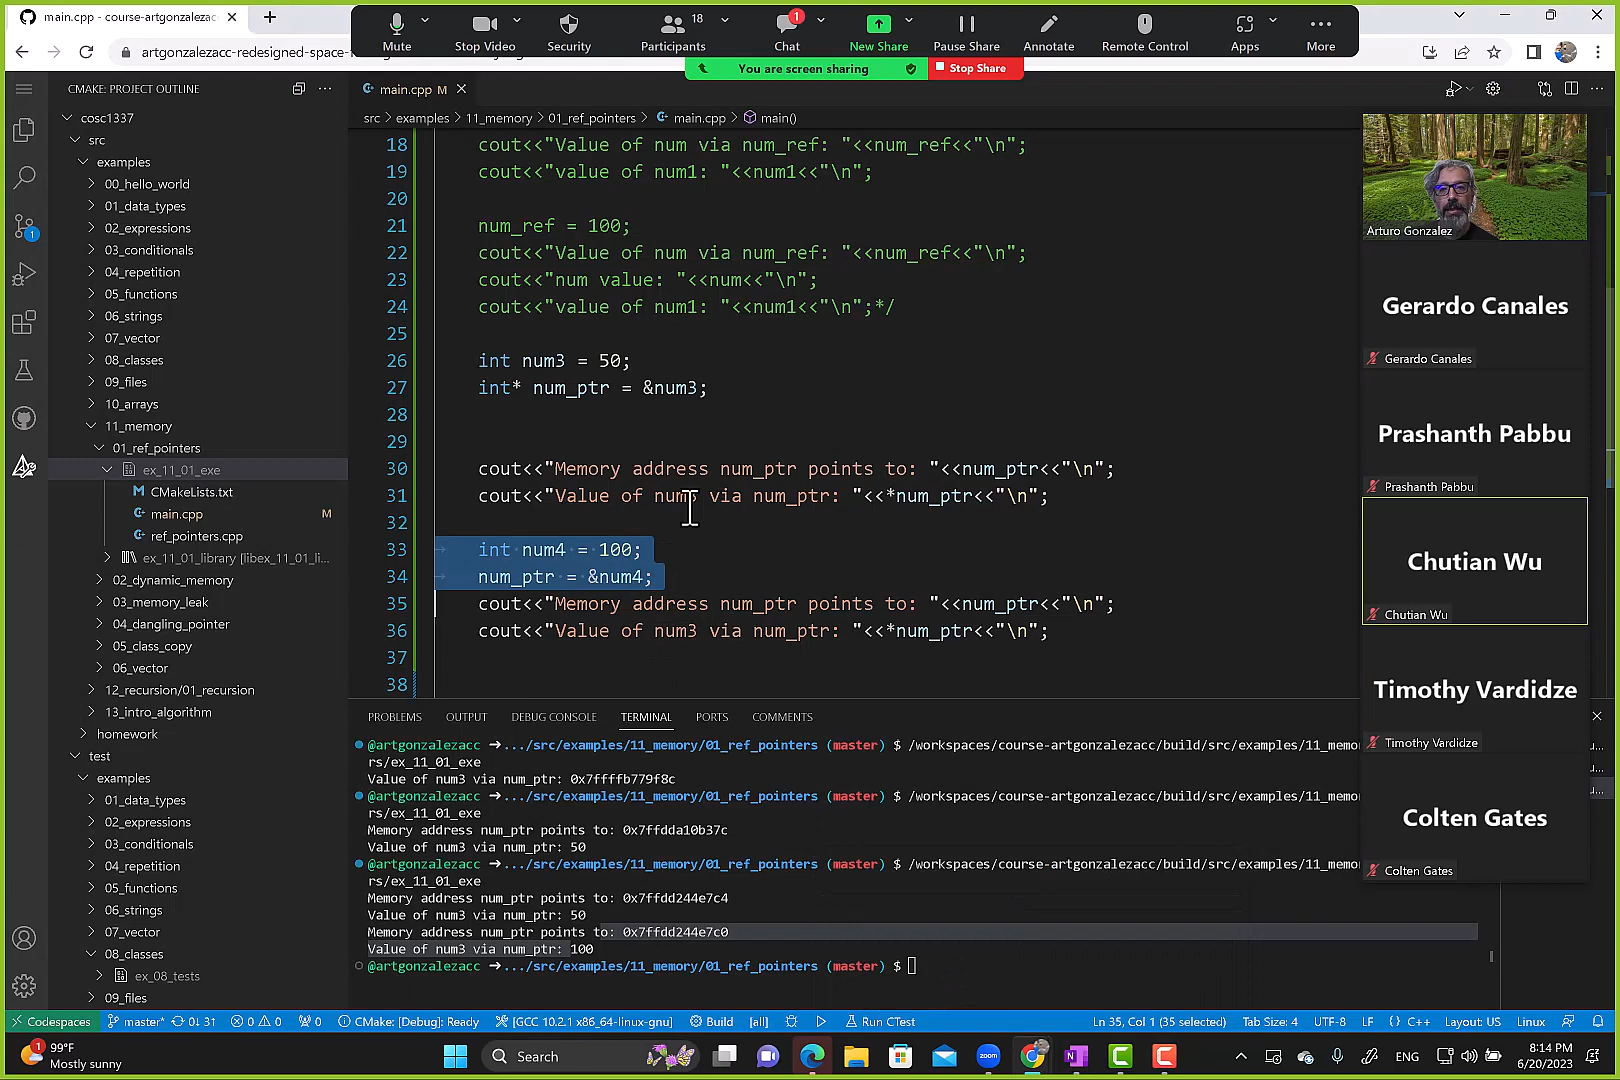 main.cpp - course-artgonzalezac
artgonzalezacc-redesigned-space-
Mute
Stop Video
Security
18
Participants
1
Chat
New Share
Pause Share
Annotate
Remote Control
Apps
More
You are screen sharing
Stop Share
CMAKE: PROJECT OUTLINE
main.cpp M
src > examples > 11_memory > 01_ref_pointers > main.cpp > main()
cosc1337
src
examples
00_hello_world
01_data_types
02_expressions
03_conditionals
04_repetition
05_functions
06_strings
07_vector
08_classes
09_files
10_arrays
11_memory
01_ref_pointers
ex_11_01_exe
CMakeLists.txt
main.cpp M
ref_pointers.cpp
ex_11_01_library [libex_11_01_li...
02_dynamic_memory
03_memory_leak
04_dangling_pointer
05_class_copy
06_vector
12_recursion/01_recursion
13_intro_algorithm
homework
test
examples
01_data_types
02_expressions
03_conditionals
04_repetition
05_functions
06_strings
07_vector
08_classes
ex_08_tests
09_files
1
18 cout<<"Value of num via num_ref: "<<num_ref<<"\n";
19 cout<<"value of num1: "<<num1<<"\n";
20
21 num_ref = 100;
22 cout<<"Value of num via num_ref: "<<num_ref<<"\n";
23 cout<<"num value: "<<num<<"\n";
24 cout<<"value of num1: "<<num1<<"\n";*/
25
26 int num3 = 50;
27 int* num_ptr = &num3;
28
29
30 cout<<"Memory address num_ptr points to: "<<num_ptr<<"\n";
31 cout<<"Value of num3 via num_ptr: "<<*num_ptr<<"\n";
32
33 int num4 = 100;
34 num_ptr = &num4;
35 cout<<"Memory address num_ptr points to: "<<num_ptr<<"\n";
36 cout<<"Value of num3 via num_ptr: "<<*num_ptr<<"\n";
37
38
Arturo Gonzalez
Gerardo Canales
Gerardo Canales
Prashanth Pabbu
Prashanth Pabbu
Chutian Wu
Chutian Wu
Timothy Vardidze
Timothy Vardidze
Colten Gates
Colten Gates
PROBLEMS OUTPUT DEBUG CONSOLE TERMINAL PORTS COMMENTS
@artgonzalezacc →.../src/examples/11_memory/01_ref_pointers (master) $ /workspaces/course-artgonzalezacc/build/src/examples/11_memo
rs/ex_11_01_exe
Value of num3 via num_ptr: 0x7ffffb779f8c
@artgonzalezacc →.../src/examples/11_memory/01_ref_pointers (master) $ /workspaces/course-artgonzalezacc/build/src/examples/11_memo
rs/ex_11_01_exe
Memory address num_ptr points to: 0x7ffdda10b37c
Value of num3 via num_ptr: 50
@artgonzalezacc →.../src/examples/11_memory/01_ref_pointers (master) $ /workspaces/course-artgonzalezacc/build/src/examples/11_memo
rs/ex_11_01_exe
Memory address num_ptr points to: 0x7ffdd244e7c4
Value of num3 via num_ptr: 50
Memory address num_ptr points to: 0x7ffdd244e7c0
Value of num3 via num_ptr: 100
@artgonzalezacc →.../src/examples/11_memory/01_ref_pointers (master) $
Codespaces master* 0↓ 3↑ 0 0 0 CMake: [Debug]: Ready [GCC 10.2.1 x86_64-linux-gnu] Build [all] Run CTest Ln 35, Col 1 (35 selected) Tab Size: 4 UTF-8 LF {} C++ Layout: US Linux
1
99°F
Mostly sunny
Search
zoom
ENG
8:14 PM
6/20/2023